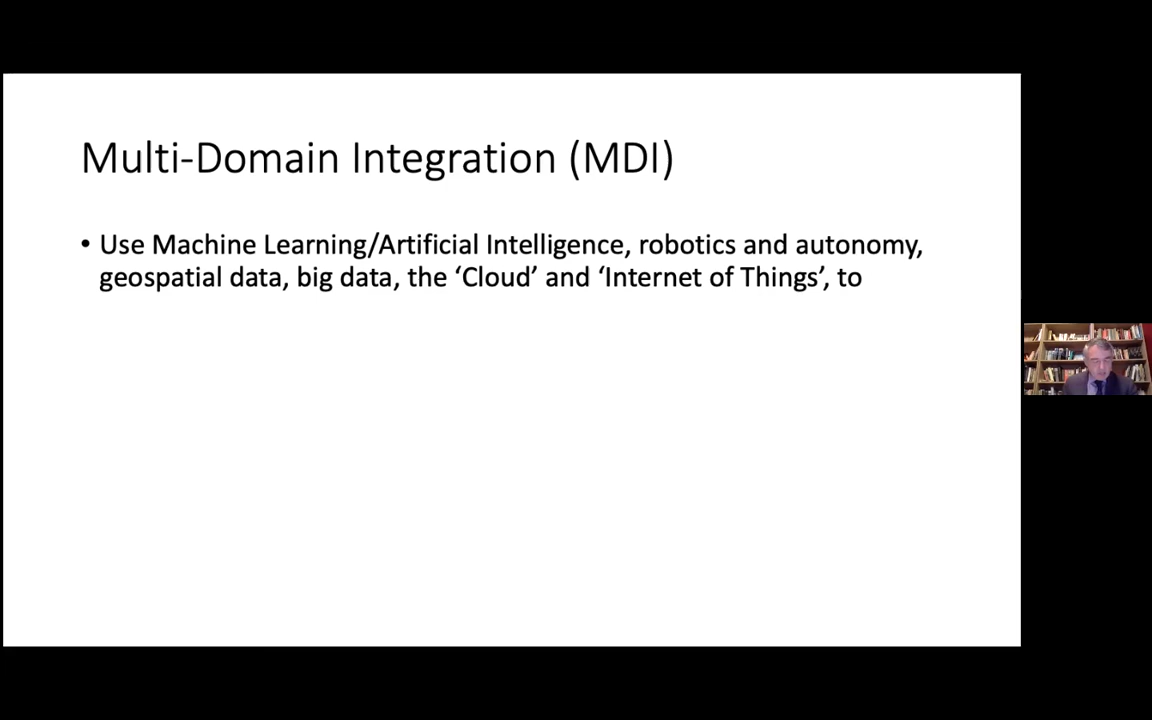 Multi-Domain Integration (MDI)
• Use Machine Learning/Artificial Intelligence, robotics and autonomy,
geospatial data, big data, the ‘Cloud’ and ‘Internet of Things’, to